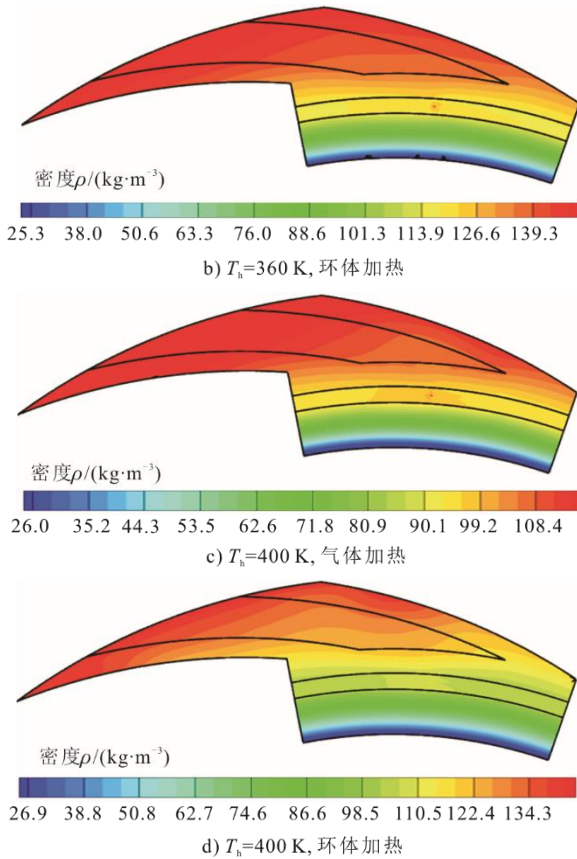 密度ρ/(kg·m⁻³)
25.3 38.0 50.6 63.3 76.0 88.6 101.3 113.9 126.6 139.3
b) Tₕ=360 K, 环体加热
密度ρ/(kg·m⁻³)
26.0 35.2 44.3 53.5 62.6 71.8 80.9 90.1 99.2 108.4
c) Tₕ=400 K, 气体加热
密度ρ/(kg·m⁻³)
26.9 38.8 50.8 62.7 74.6 86.6 98.5 110.5 122.4 134.3
d) Tₕ=400 K, 环体加热